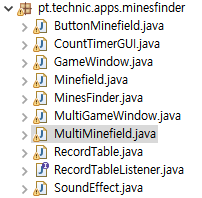 pt.technic.apps.minesfinder
ButtonMinefield.java
CountTimerGUI.java
GameWindow.java
Minefield.java
MinesFinder.java
MultiGameWindow.java
MultiMinefield.java
RecordTable.java
RecordTableListener.java
SoundEffect.java